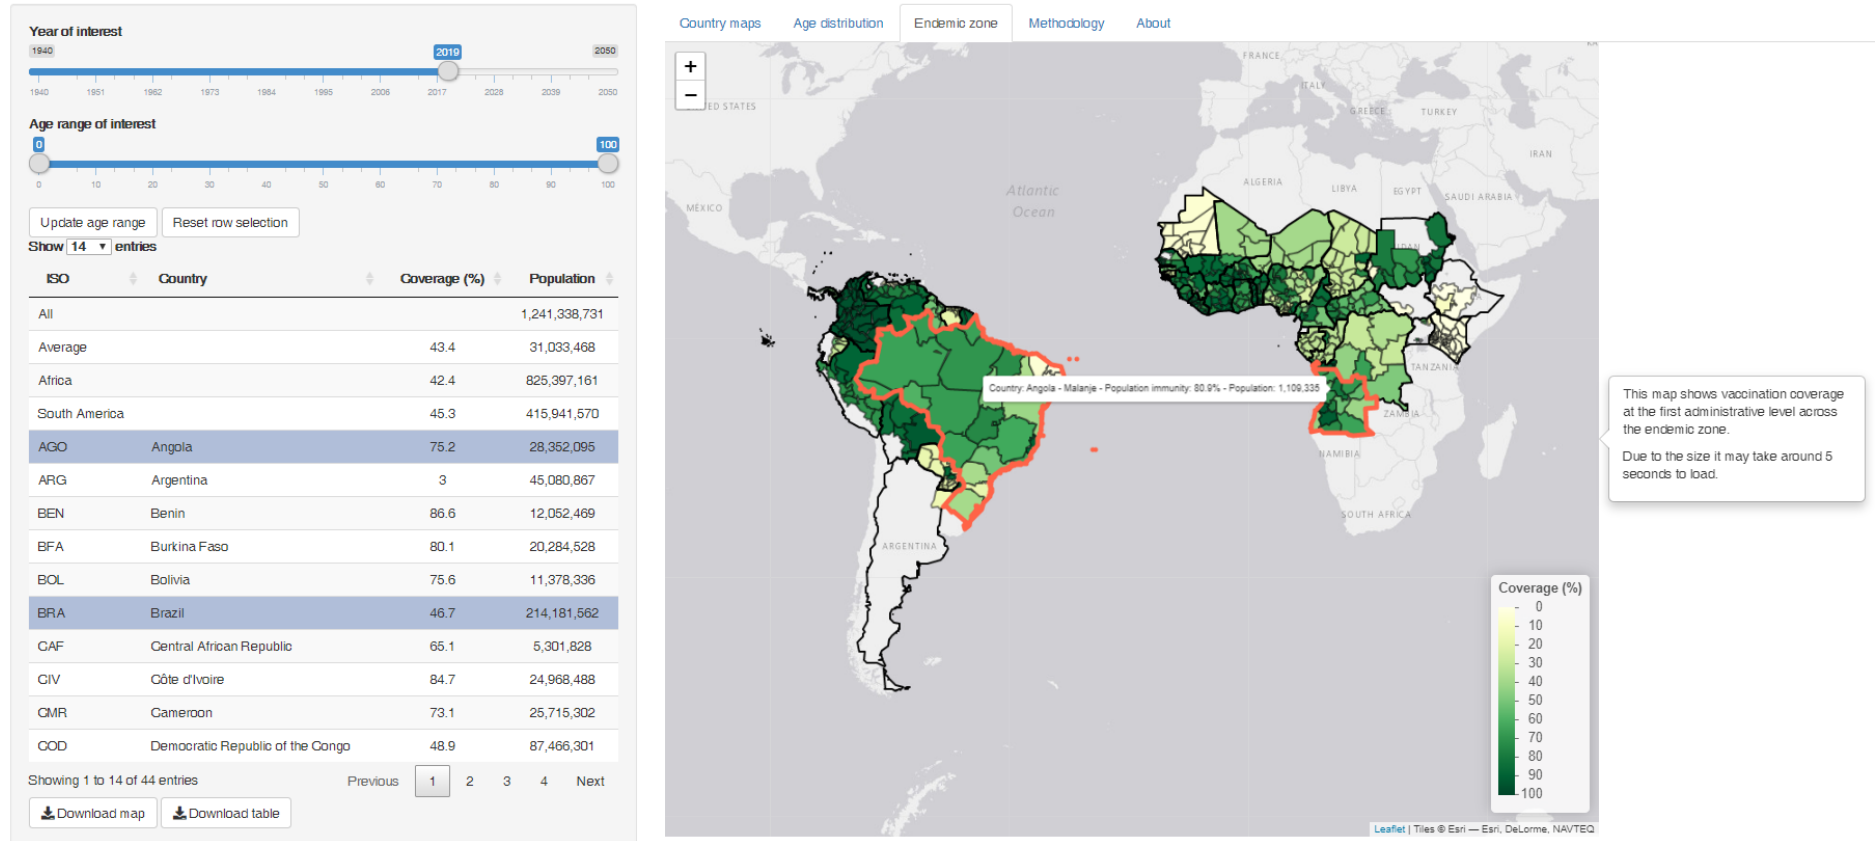 Year of interest
1940 2019 2050
1940 1951 1962 1973 1984 1995 2006 2017 2028 2039 2050
Age range of interest
0 100
0 10 20 30 40 50 60 70 80 90 100
Update age range Reset row selection
Show 14 entries
ISO Country Coverage (%) Population
All 1,241,338,731
Average 43.4 31,033,468
Africa 42.4 825,397,161
South America 45.3 415,941,570
AGO Angola 75.2 28,352,095
ARG Argentina 3 45,080,867
BEN Benin 86.6 12,052,469
BFA Burkina Faso 80.1 20,284,528
BOL Bolivia 75.6 11,378,336
BRA Brazil 46.7 214,181,562
CAF Central African Republic 65.1 5,301,828
CIV Côte d'Ivoire 84.7 24,968,488
CMR Cameroon 73.1 25,715,302
COD Democratic Republic of the Congo 48.9 87,466,301
Showing 1 to 14 of 44 entries Previous 1 2 3 4 Next
Download map Download table
Country maps Age distribution Endemic zone Methodology About
+
−
FRANCE
ITALY
GREECE
TURKEY
IRAN
ALGERIA
LIBYA
EGYPT
SAUDI ARABIA
MÉXICO
Atlantic
Ocean
Country: Angola - Malanje - Population immunity: 80.9% - Population: 1,109,335
TANZANIA
ZAMBIA
NAMIBIA
SOUTH AFRICA
ARGENTINA
This map shows vaccination coverage
at the first administrative level across
the endemic zone.
Due to the size it may take around 5
seconds to load.
Coverage (%)
0
10
20
30
40
50
60
70
80
90
100
Leaflet | Tiles © Esri — Esri, DeLorme, NAVTEQ